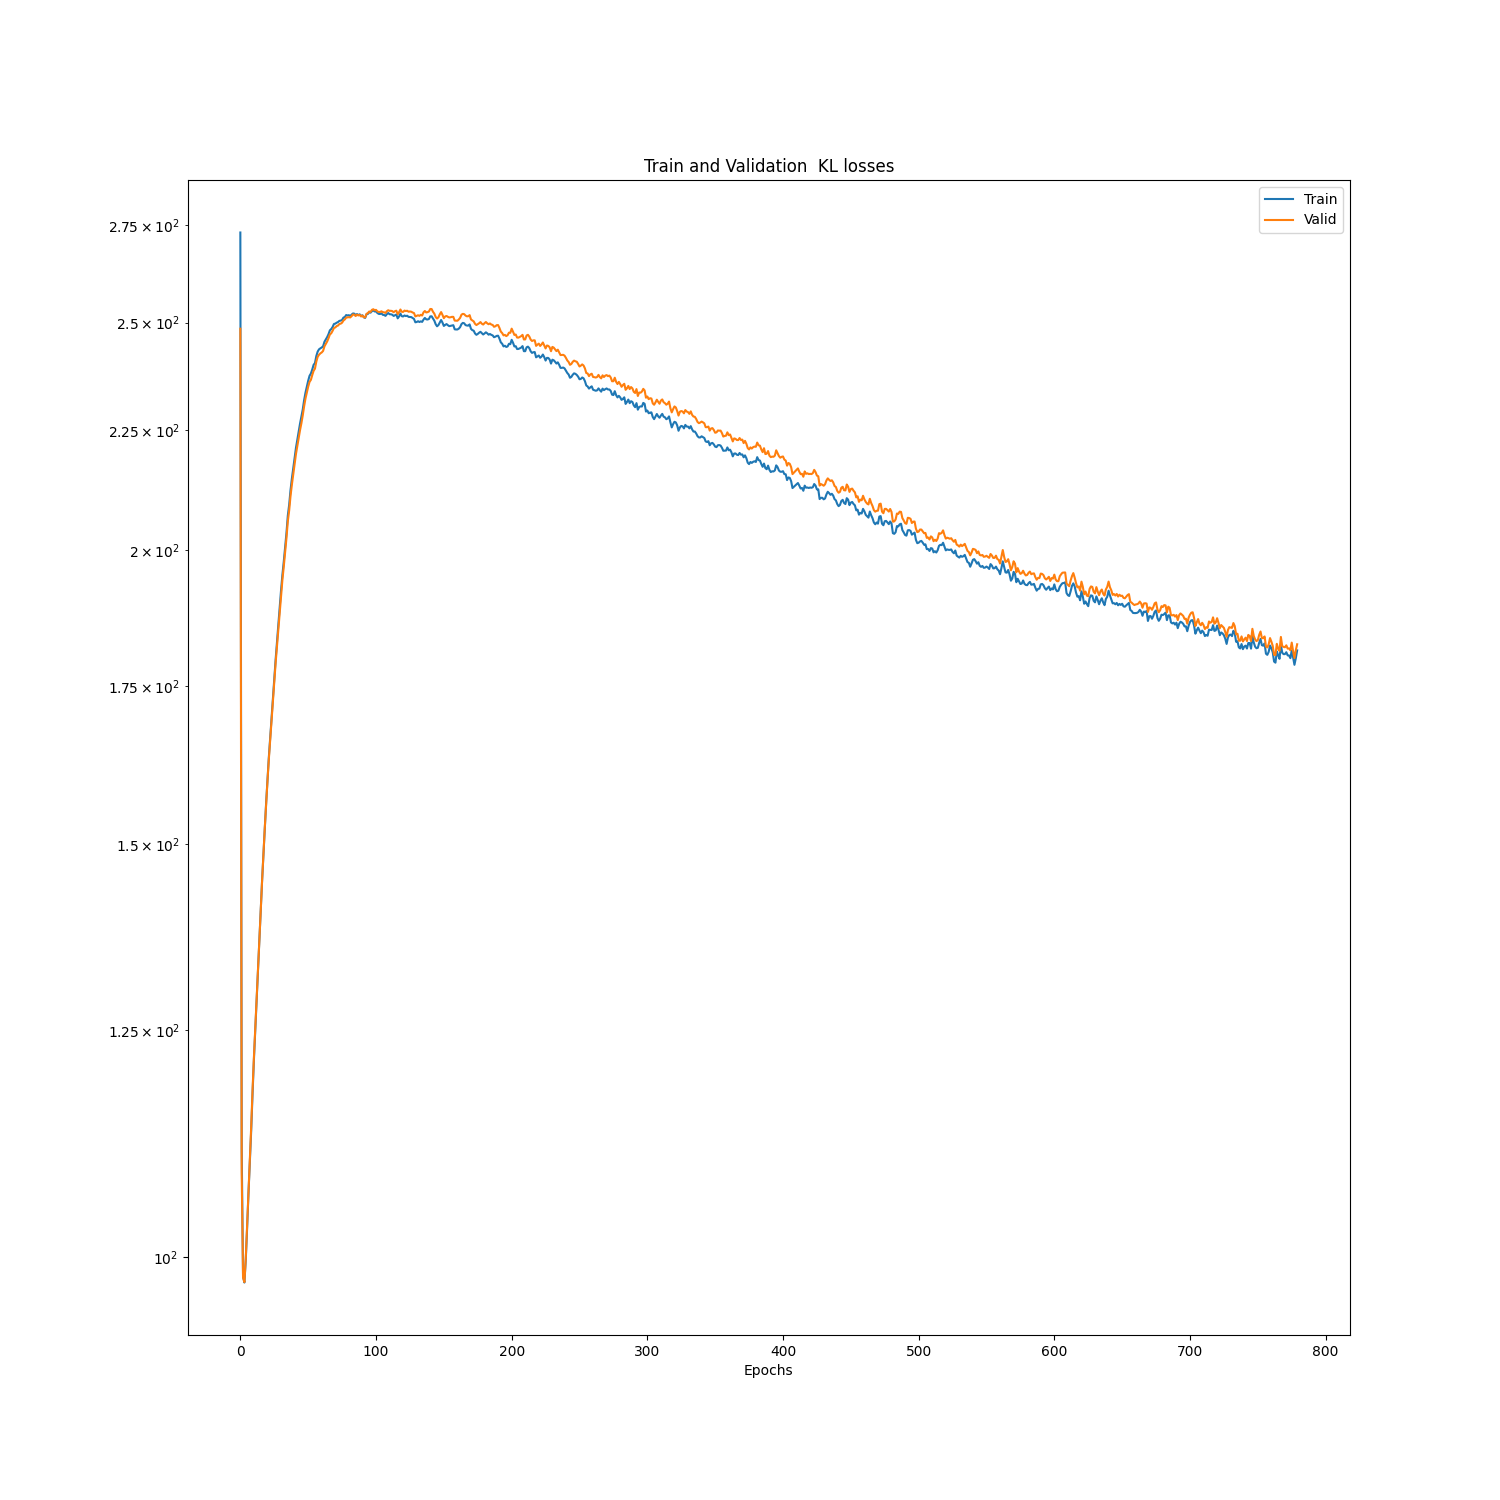 Train and Validation  KL losses
Train
Valid
2.75 × 10²
2.5 × 10²
2.25 × 10²
2 × 10²
1.75 × 10²
1.5 × 10²
1.25 × 10²
10²
0 100 200 300 400 500 600 700 800
Epochs